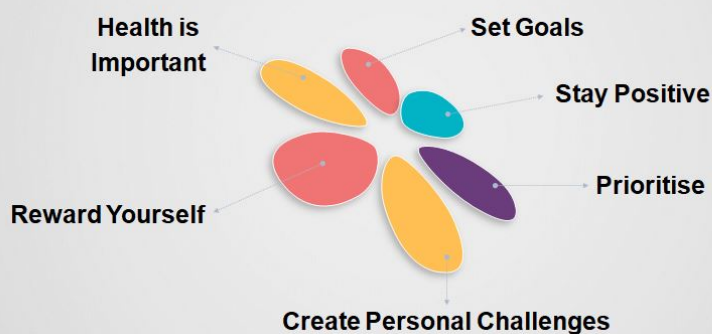 Health is
Important
Set Goals
Stay Positive
Prioritise
Reward Yourself
Create Personal Challenges